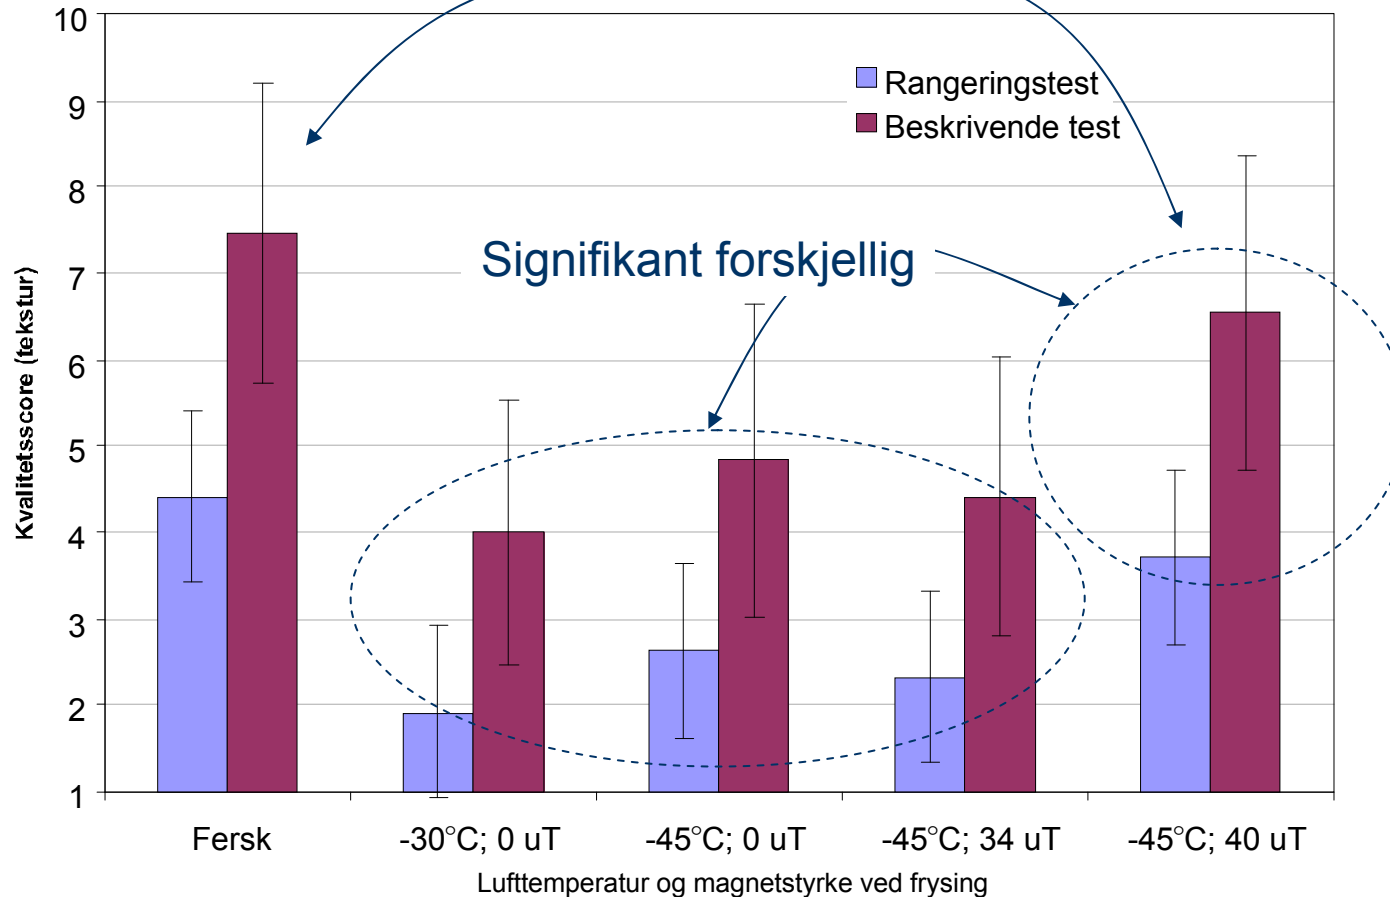 10
9
8
7
6
5
4
3
2
1
Kvalitetsscore (tekstur)
Rangeringstest
Beskrivende test
Signifikant forskjellig
Fersk
-30°C; 0 uT
-45°C; 0 uT
-45°C; 34 uT
-45°C; 40 uT
Lufttemperatur og magnetstyrke ved frysing